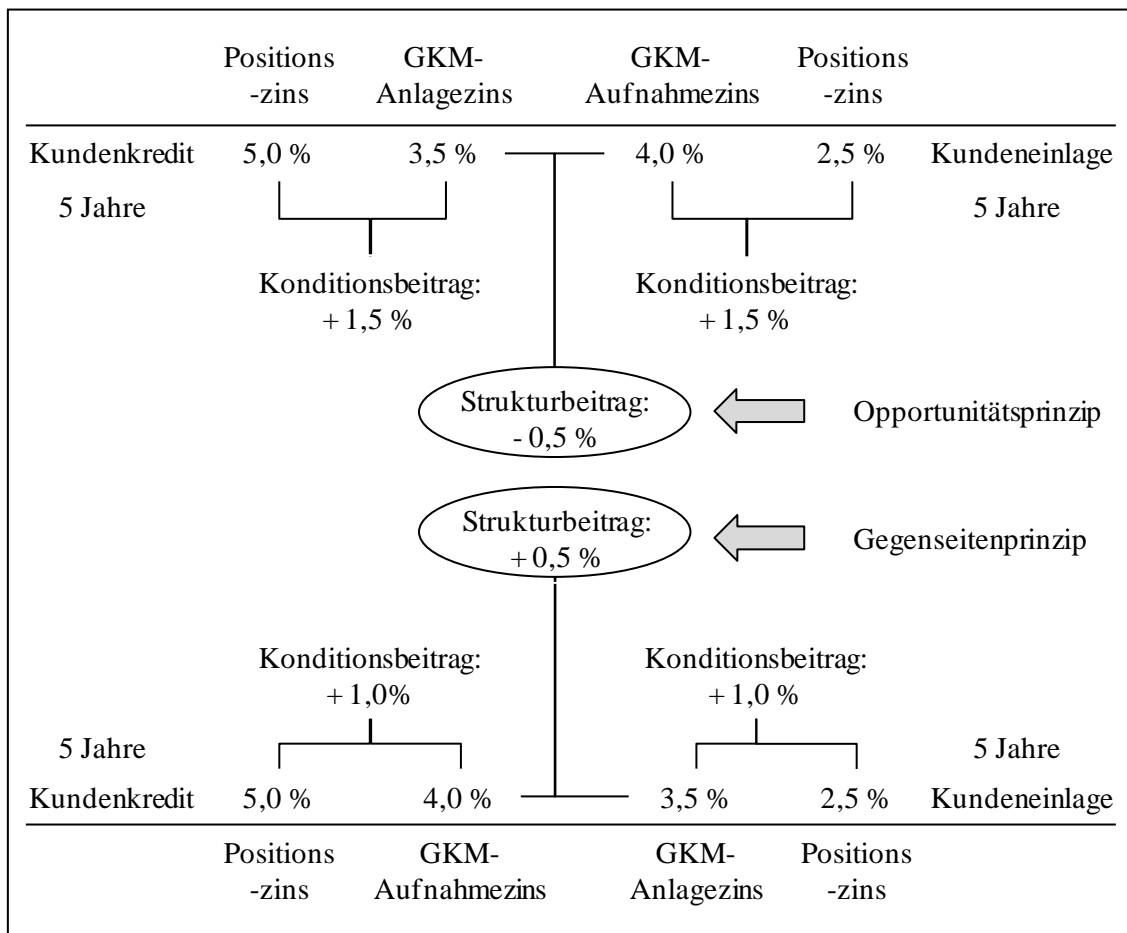 Positions GKM- GKM- Positions
-zins Anlagezins Aufnahmezins -zins
Kundenkredit 5,0 % 3,5 % 4,0 % 2,5 % Kundeneinlage
5 Jahre 5 Jahre
Konditionsbeitrag: Konditionsbeitrag:
+ 1,5 % + 1,5 %
Strukturbeitrag:
- 0,5 %
Opportunitätsprinzip
Strukturbeitrag:
+ 0,5 %
Gegenseitenprinzip
Konditionsbeitrag: Konditionsbeitrag:
+ 1,0% + 1,0 %
5 Jahre 5 Jahre
Kundenkredit 5,0 % 4,0 % 3,5 % 2,5 % Kundeneinlage
Positions GKM- GKM- Positions
-zins Aufnahmezins Anlagezins -zins